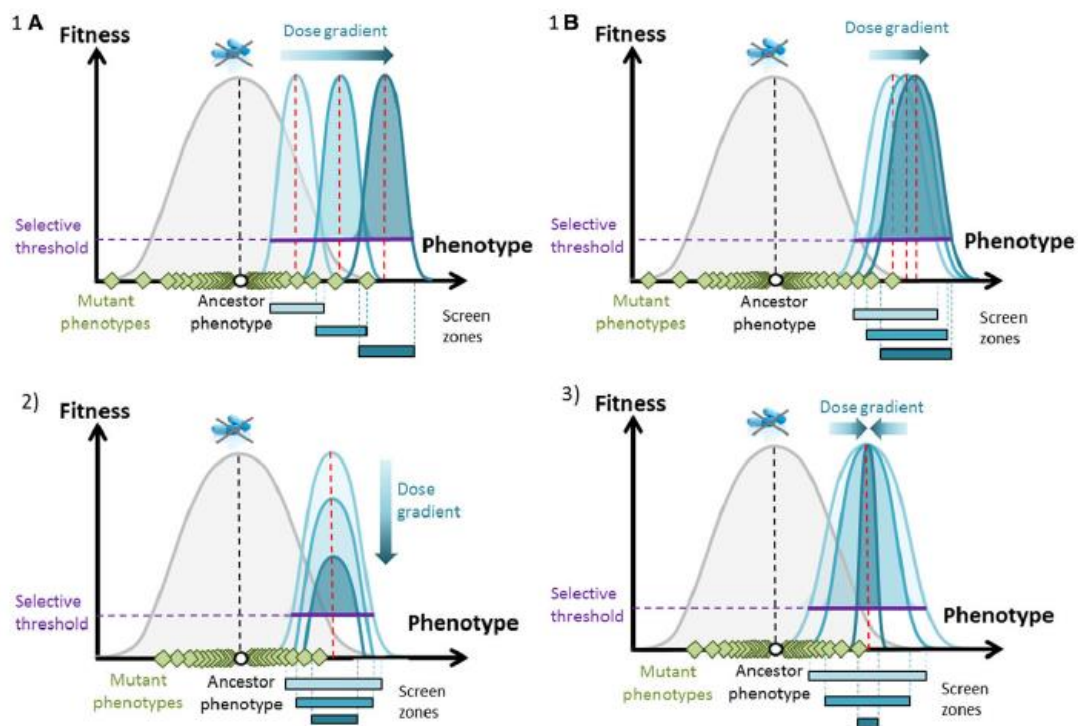 1 A
Fitness
Dose gradient
Selective
threshold
Phenotype
Mutant
phenotypes
Ancestor
phenotype
Screen
zones
1 B
Fitness
Dose gradient
Selective
threshold
Phenotype
Mutant
phenotypes
Ancestor
phenotype
Screen
zones
2)
Fitness
Dose
gradient
Selective
threshold
Phenotype
Mutant
phenotypes
Ancestor
phenotype
Screen
zones
3)
Fitness
Dose gradient
Selective
threshold
Phenotype
Mutant
phenotypes
Ancestor
phenotype
Screen
zones